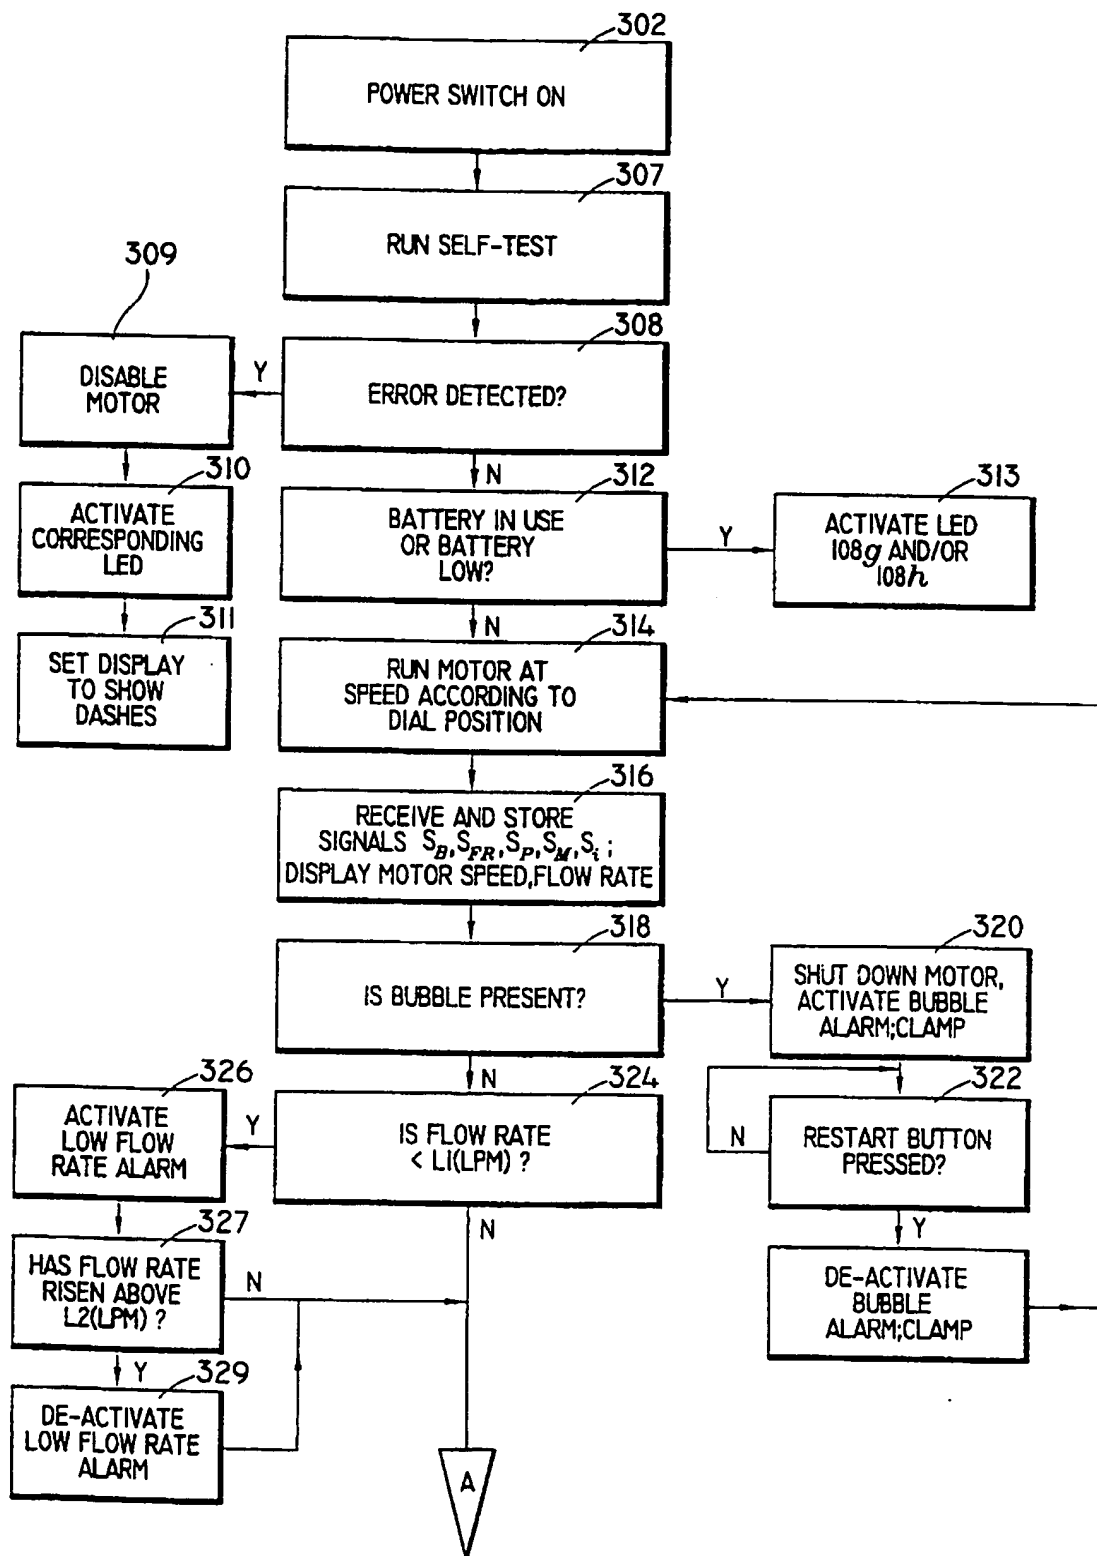 302
POWER SWITCH ON
307
RUN SELF-TEST
309
308
DISABLE
MOTOR
Y
ERROR DETECTED?
N
310
ACTIVATE
CORRESPONDING
LED
312
BATTERY IN USE
OR BATTERY
LOW?
Y
313
ACTIVATE LED
108g AND/OR
108h
N
311
SET DISPLAY
TO SHOW
DASHES
314
RUN MOTOR AT
SPEED ACCORDING TO
DIAL POSITION
316
RECEIVE AND STORE
SIGNALS SB,SFR,SP,SM,Si;
DISPLAY MOTOR SPEED,FLOW RATE
318
IS BUBBLE PRESENT?
Y
320
SHUT DOWN MOTOR,
ACTIVATE BUBBLE
ALARM;CLAMP
N
326
ACTIVATE
LOW FLOW
RATE ALARM
Y
324
IS FLOW RATE
< L1(LPM) ?
N
322
RESTART BUTTON
PRESSED?
N
Y
327
HAS FLOW RATE
RISEN ABOVE
L2(LPM) ?
N
Y
DE-ACTIVATE
BUBBLE
ALARM;CLAMP
329
DE-ACTIVATE
LOW FLOW RATE
ALARM
A